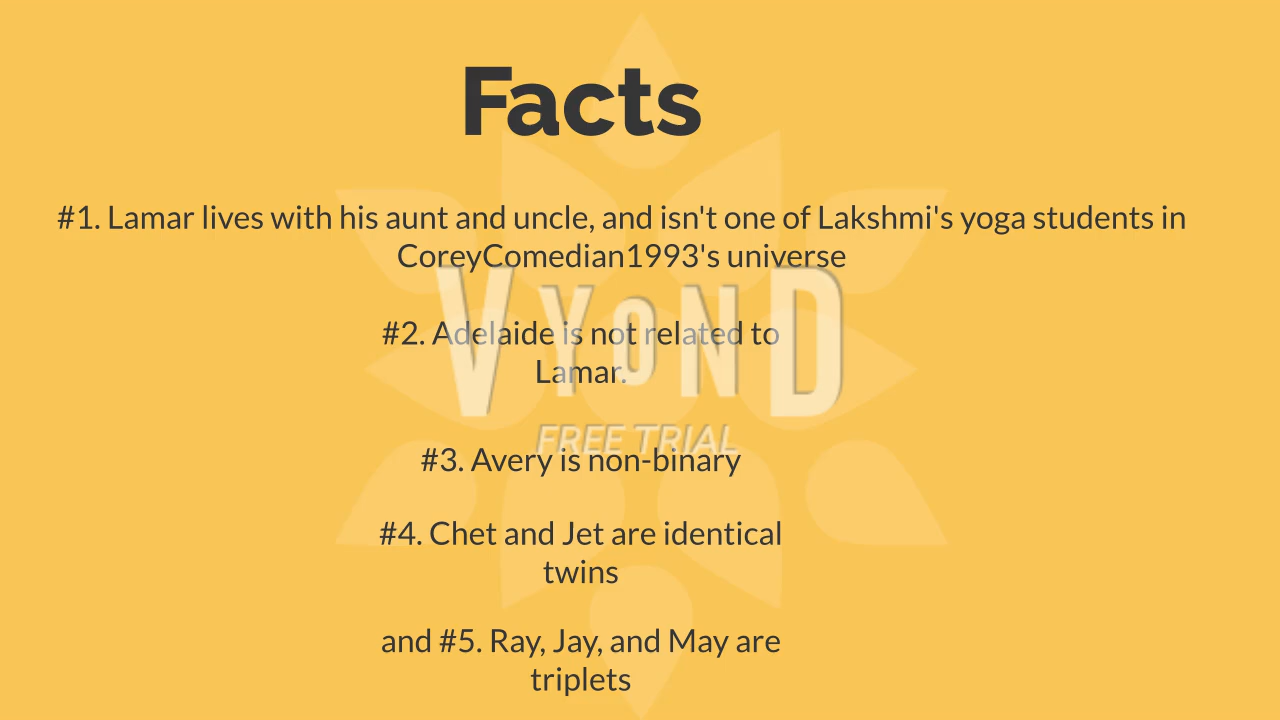 Facts
#1. Lamar lives with his aunt and uncle, and isn't one of Lakshmi's yoga students in
CoreyComedian1993's universe
#2. Adelaide is not related to
Lamar.
VYOND
FREE TRIAL
#3. Avery is non-binary
#4. Chet and Jet are identical
twins
and #5. Ray, Jay, and May are
triplets